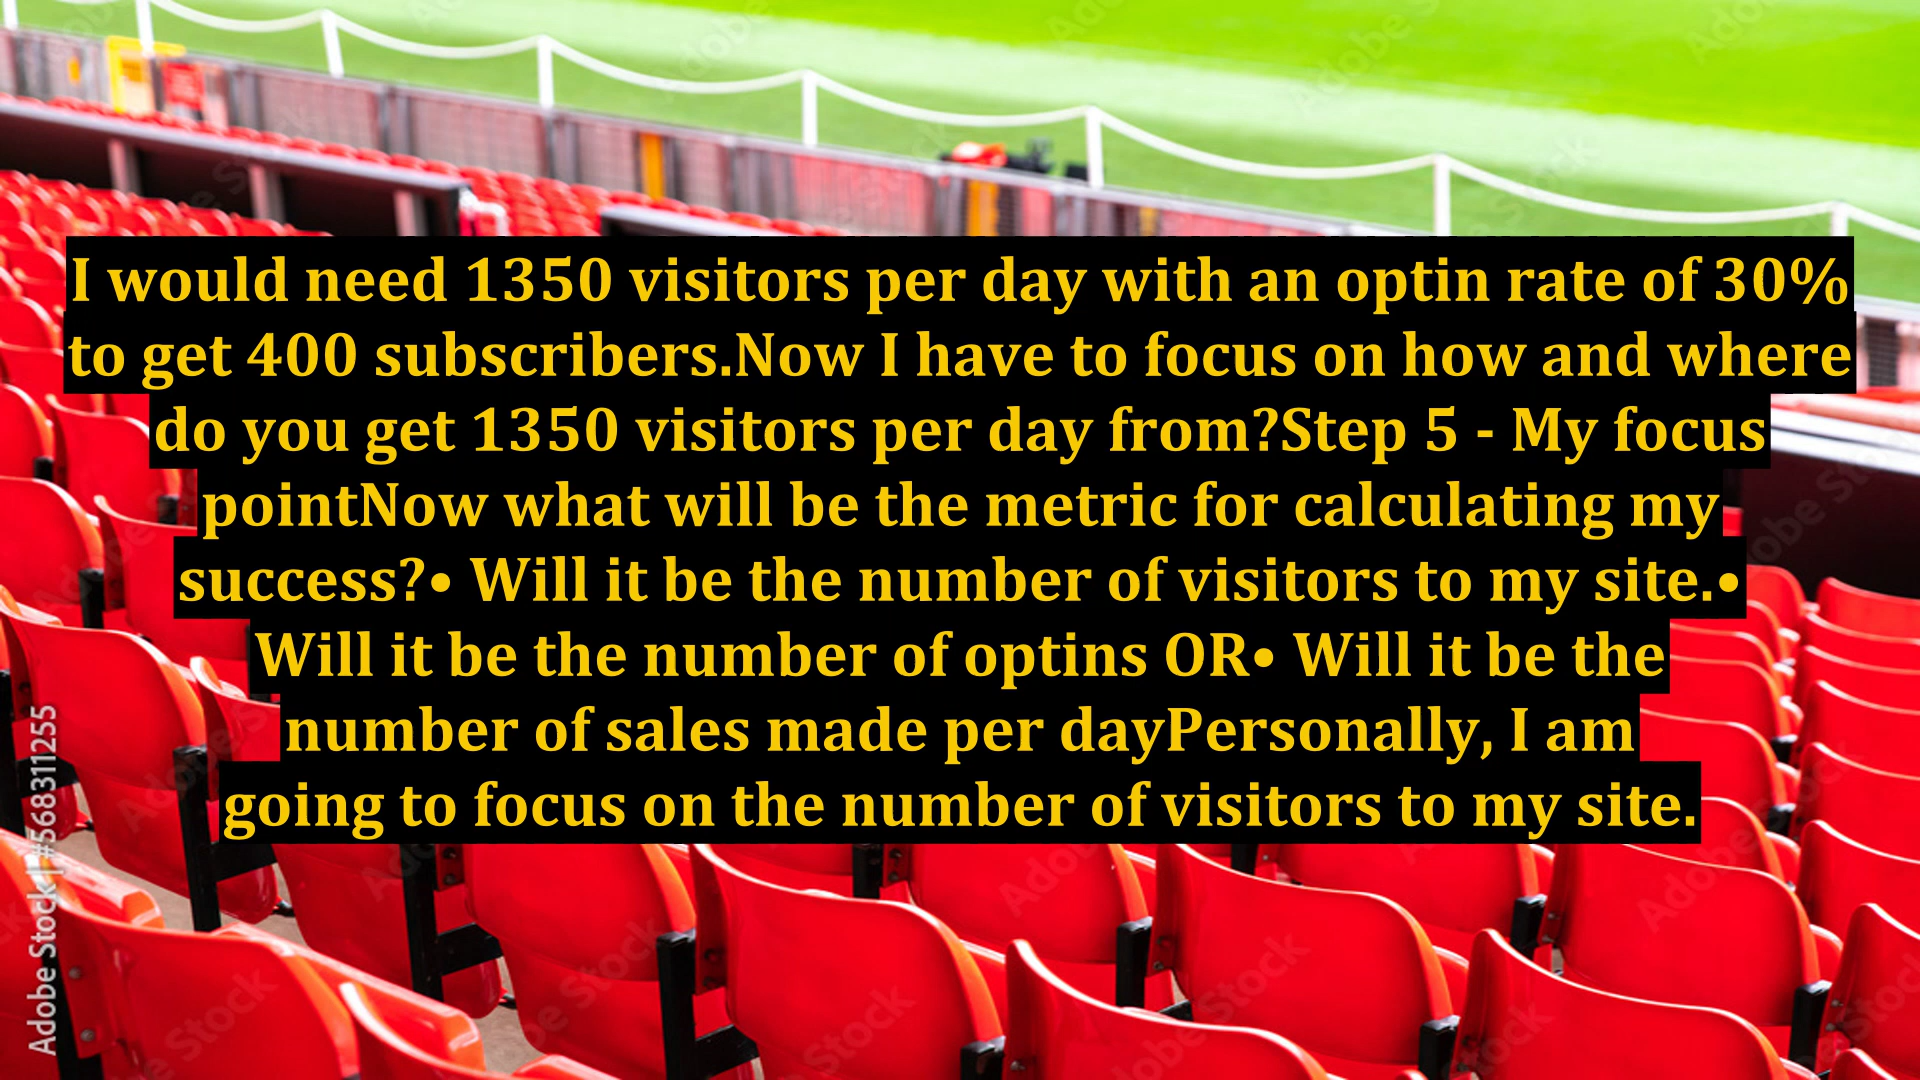 I would need 1350 visitors per day with an optin rate of 30%
to get 400 subscribers.Now I have to focus on how and where
do you get 1350 visitors per day from?Step 5 - My focus
pointNow what will be the metric for calculating my
success?• Will it be the number of visitors to my site.•
Will it be the number of optins OR• Will it be the
number of sales made per dayPersonally, I am
going to focus on the number of visitors to my site.
Adobe Stock | #568311255